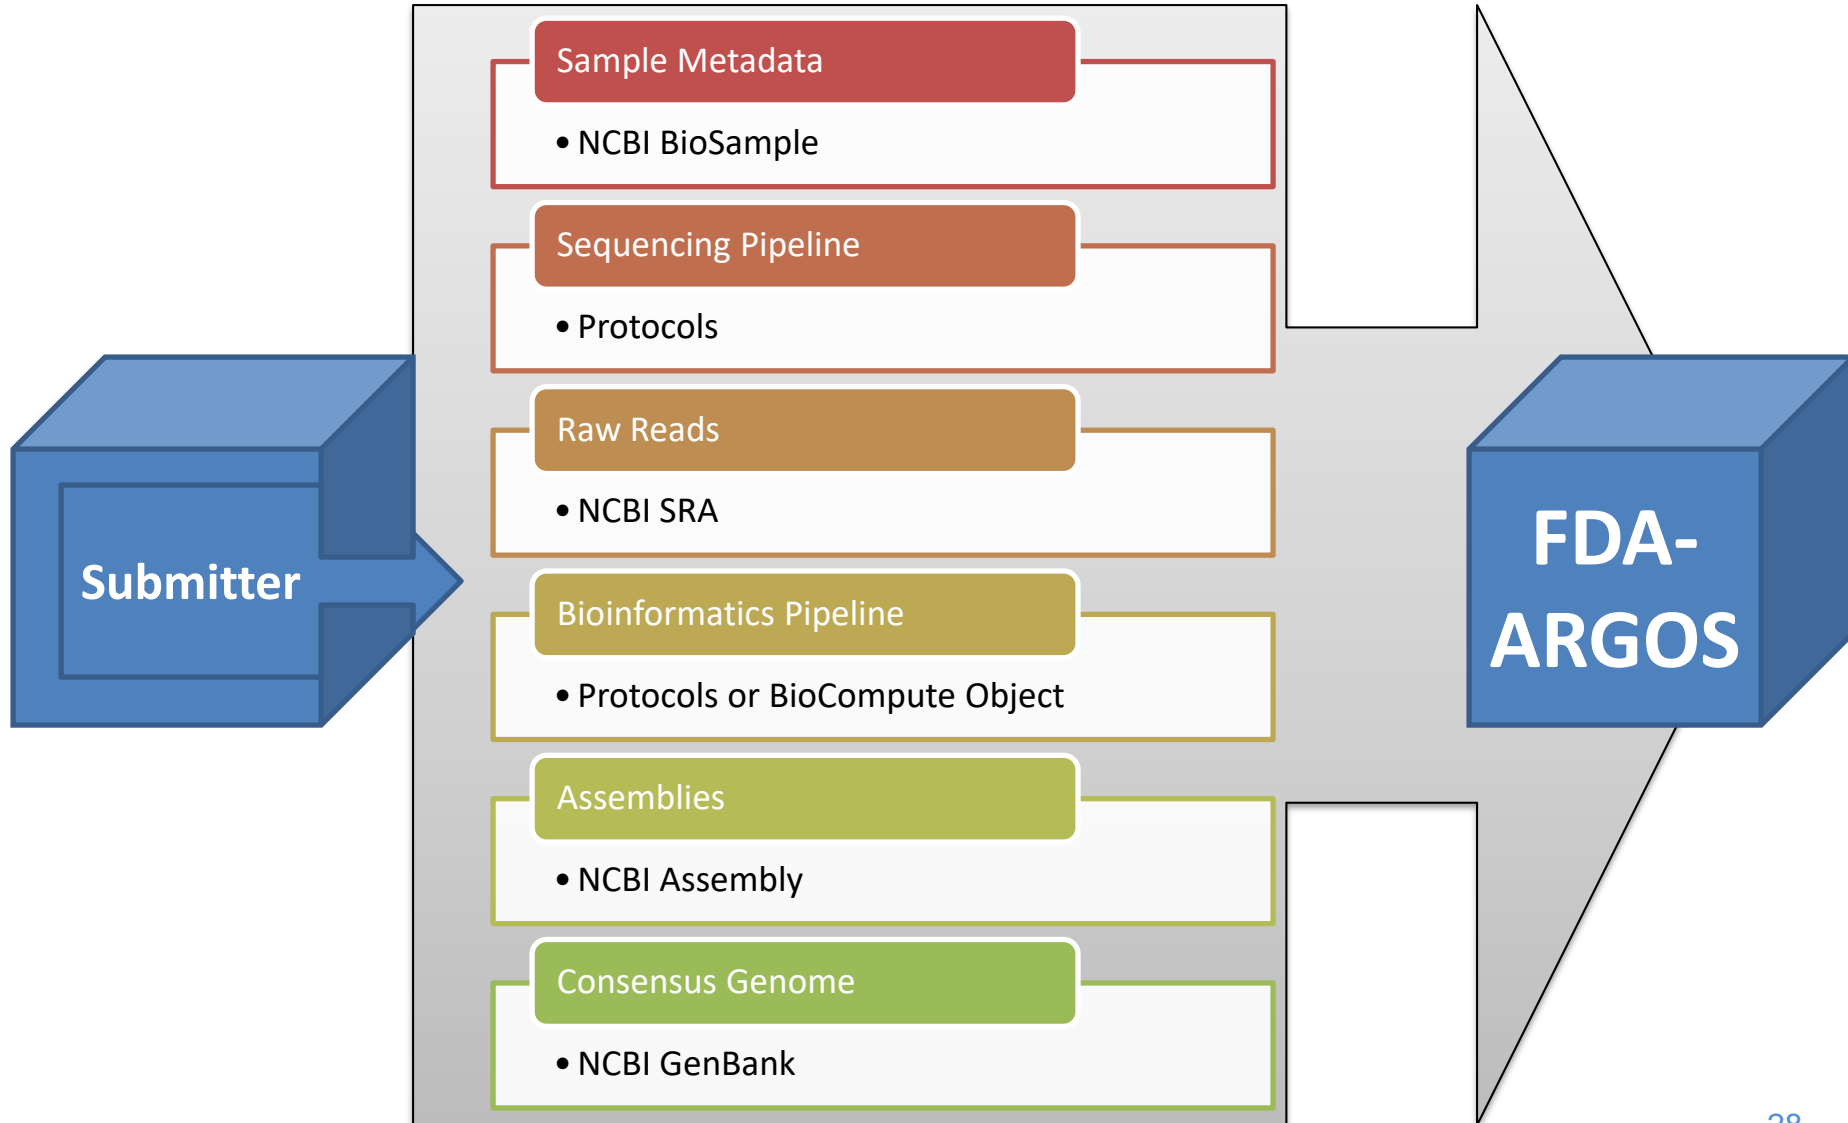 Sample Metadata
• NCBI BioSample
Sequencing Pipeline
• Protocols
Raw Reads
• NCBI SRA
Submitter
Bioinformatics Pipeline
• Protocols or BioCompute Object
Assemblies
• NCBI Assembly
Consensus Genome
• NCBI GenBank
FDA-
ARGOS
28